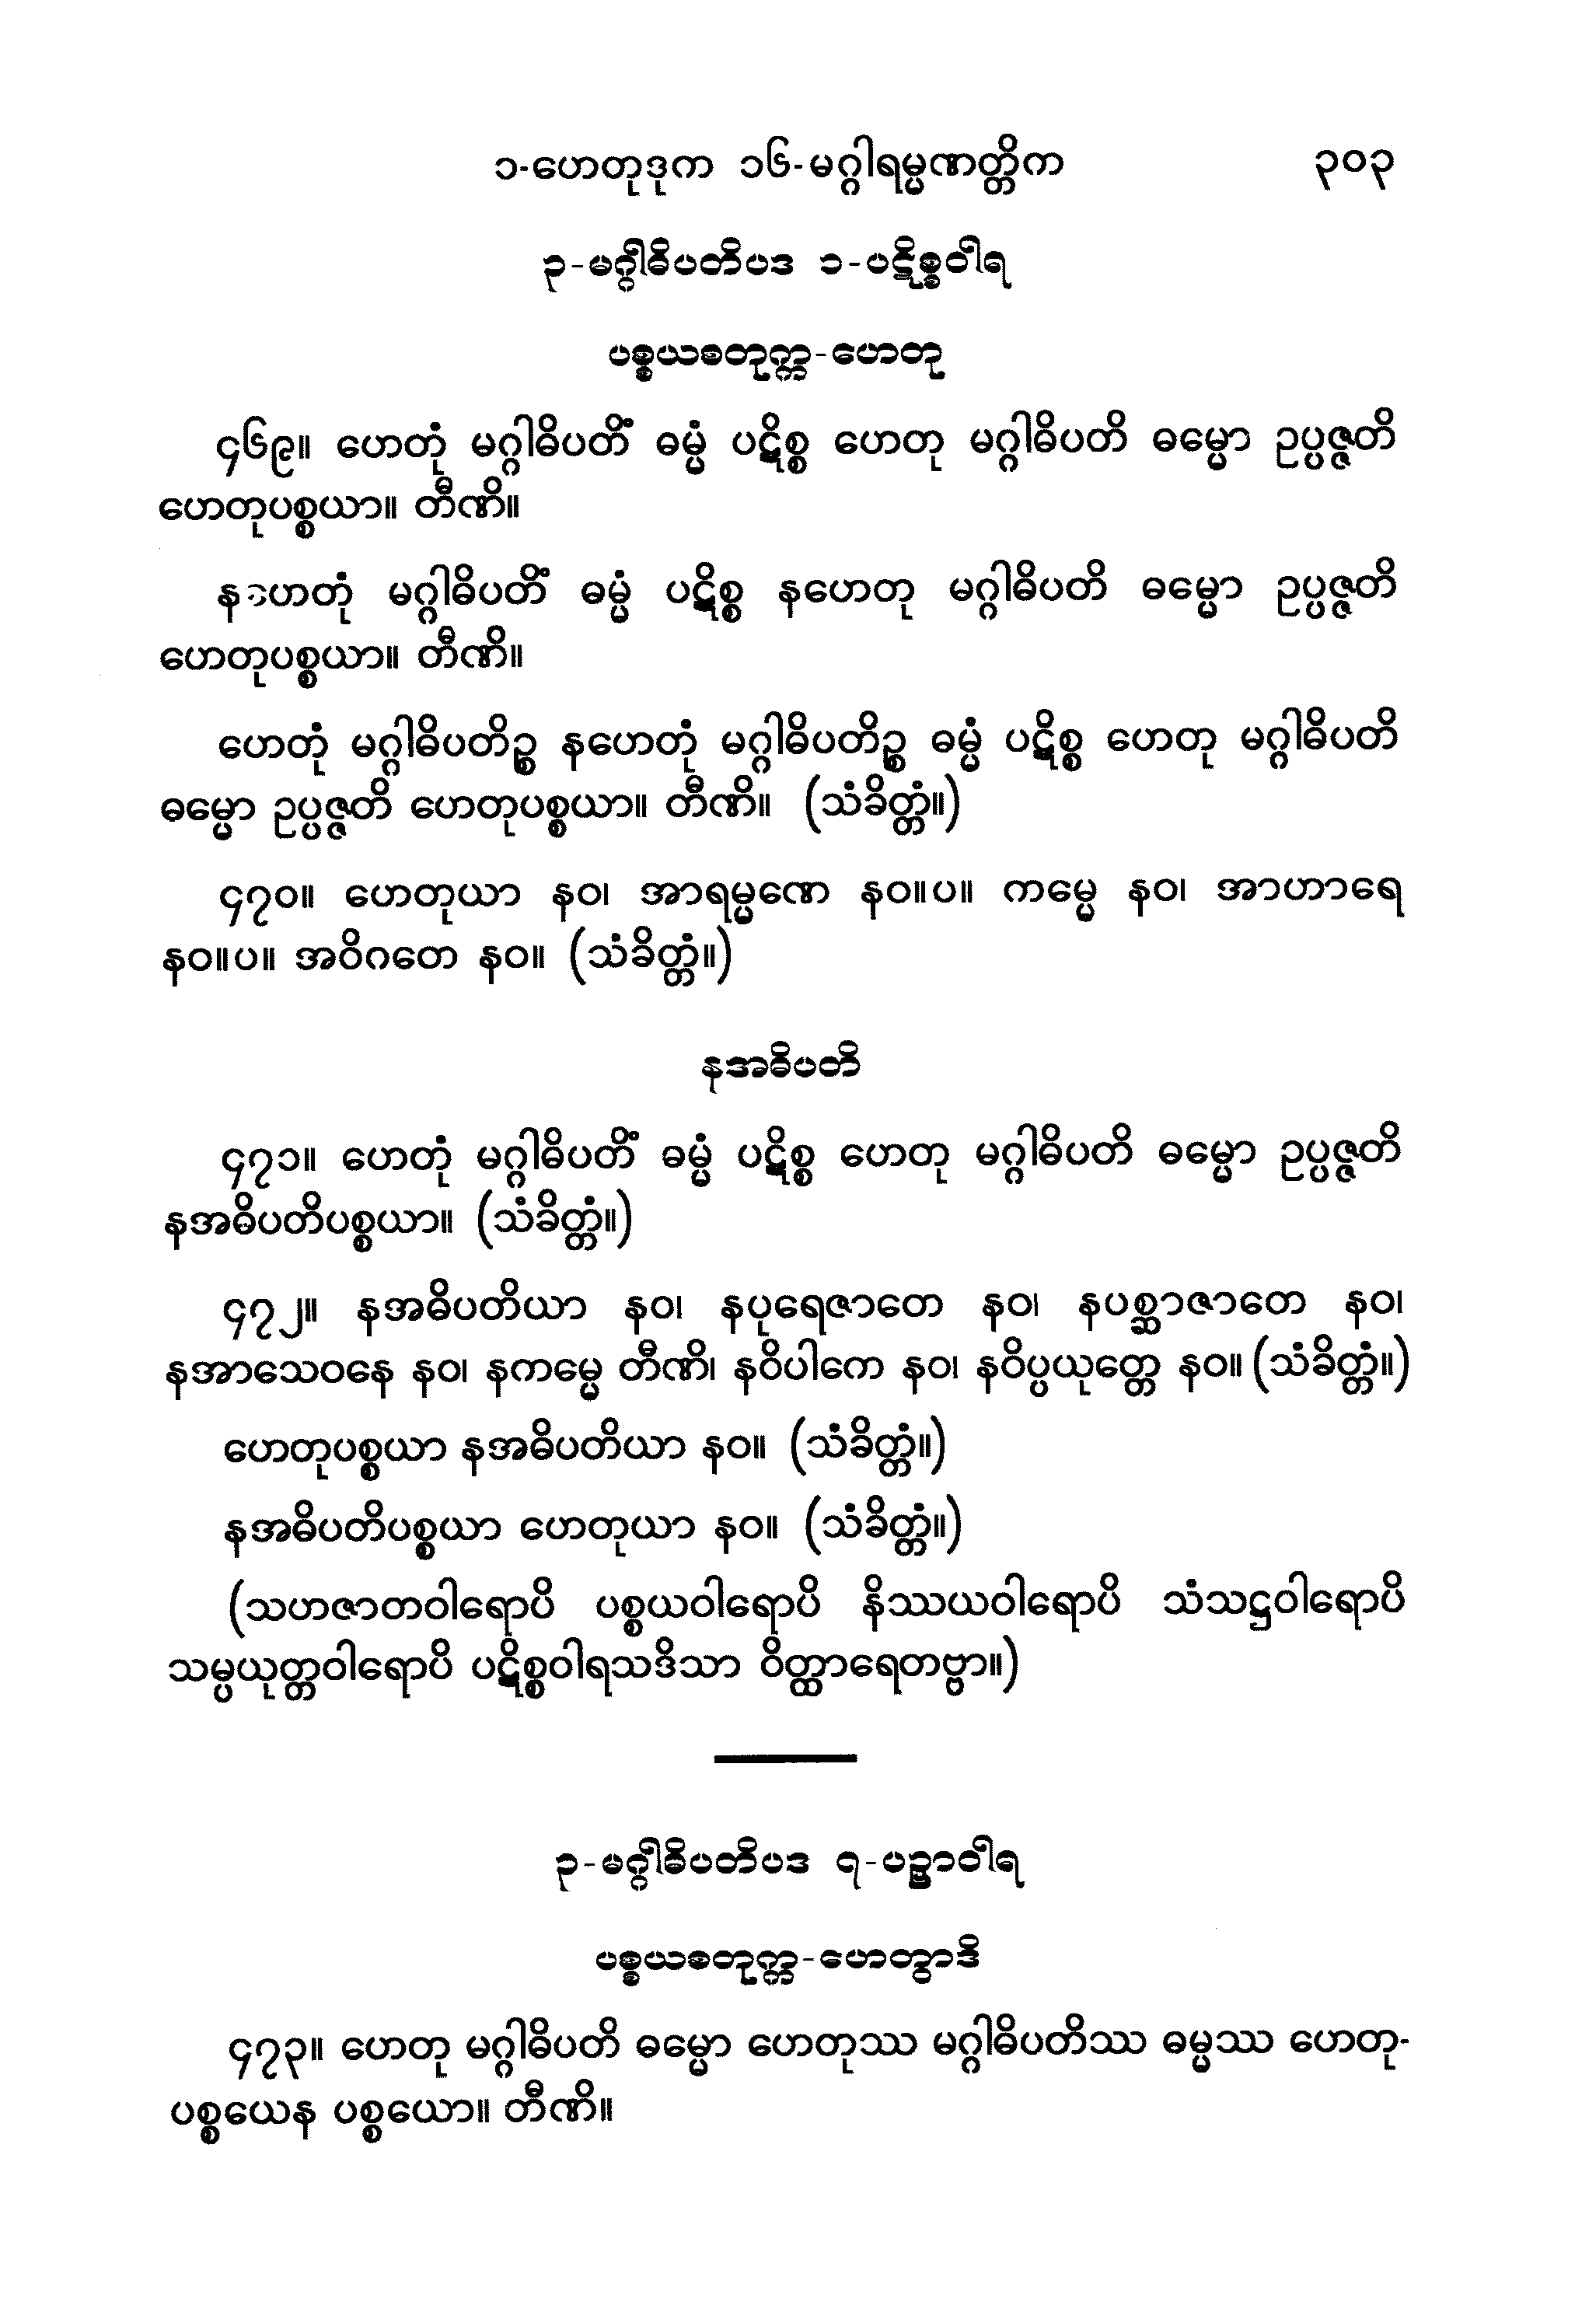 ၁-ဟေတုဒုက ၁၆-မဂ္ဂါရမ္မဏတ္တိက ၃၀၃
၃-မဂ္ဂါဓိပတိပဒ ၁-ပဋိစ္စဝါရ
ပစ္စယစတုက္က-ဟေတု
၄၆၉။ ဟေတုံ မဂ္ဂါဓိပတိံ ဓမ္မံ ပဋိစ္စ ဟေတု မဂ္ဂါဓိပတိ ဓမ္မော ဥပ္ပဇ္ဇတိ
ဟေတုပစ္စယာ။ တီဏိ။
နဟေတုံ မဂ္ဂါဓိပတိံ ဓမ္မံ ပဋိစ္စ နဟေတု မဂ္ဂါဓိပတိ ဓမ္မော ဥပ္ပဇ္ဇတိ
ဟေတုပစ္စယာ။ တီဏိ။
ဟေတုံ မဂ္ဂါဓိပတိဉ္စ နဟေတုံ မဂ္ဂါဓိပတိဉ္စ ဓမ္မံ ပဋိစ္စ ဟေတု မဂ္ဂါဓိပတိ
ဓမ္မော ဥပ္ပဇ္ဇတိ ဟေတုပစ္စယာ။ တီဏိ။ (သံခိတ္တံ။)
၄၇၀။ ဟေတုယာ နဝ၊ အာရမ္မဏေ နဝ။ပ။ ကမ္မေ နဝ၊ အာဟာရေ
နဝ။ပ။ အဝိဂတေ နဝ။ (သံခိတ္တံ။)
နအဓိပတိ
၄၇၁။ ဟေတုံ မဂ္ဂါဓိပတိံ ဓမ္မံ ပဋိစ္စ ဟေတု မဂ္ဂါဓိပတိ ဓမ္မော ဥပ္ပဇ္ဇတိ
နအဓိပတိပစ္စယာ။ (သံခိတ္တံ။)
၄၇၂။ နအဓိပတိယာ နဝ၊ နပုရေဇာတေ နဝ၊ နပစ္ဆာဇာတေ နဝ၊
နအာသေဝနေ နဝ၊ နကမ္မေ တီဏိ၊ နဝိပါကေ နဝ၊ နဝိပ္ပယုတ္တေ နဝ။ (သံခိတ္တံ။)
ဟေတုပစ္စယာ နအဓိပတိယာ နဝ။ (သံခိတ္တံ။)
နအဓိပတိပစ္စယာ ဟေတုယာ နဝ။ (သံခိတ္တံ။)
(သဟဇာတဝါရောပိ ပစ္စယဝါရောပိ နိဿယဝါရောပိ သံသဋ္ဌဝါရောပိ
သမ္ပယုတ္တဝါရောပိ ပဋိစ္စဝါရသဒိသာ ဝိတ္ထာရေတဗ္ဗာ။)
၃-မဂ္ဂါဓိပတိပဒ ၇-ပဉှာဝါရ
ပစ္စယစတုက္က-ဟေတွာဒိ
၄၇၃။ ဟေတု မဂ္ဂါဓိပတိ ဓမ္မော ဟေတုဿ မဂ္ဂါဓိပတိဿ ဓမ္မဿ ဟေတု-
ပစ္စယေန ပစ္စယော။ တီဏိ။